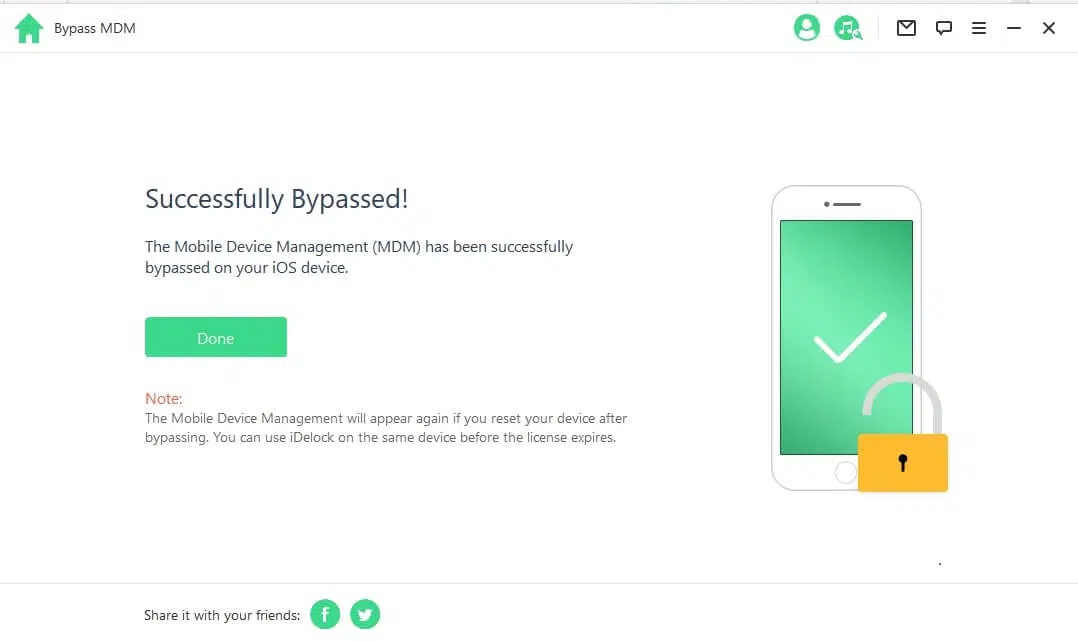 Bypass MDM
Successfully Bypassed!
The Mobile Device Management (MDM) has been successfully
bypassed on your iOS device.
Done
Note:
The Mobile Device Management will appear again if you reset your device after
bypassing. You can use iDelock on the same device before the license expires.
Share it with your friends: